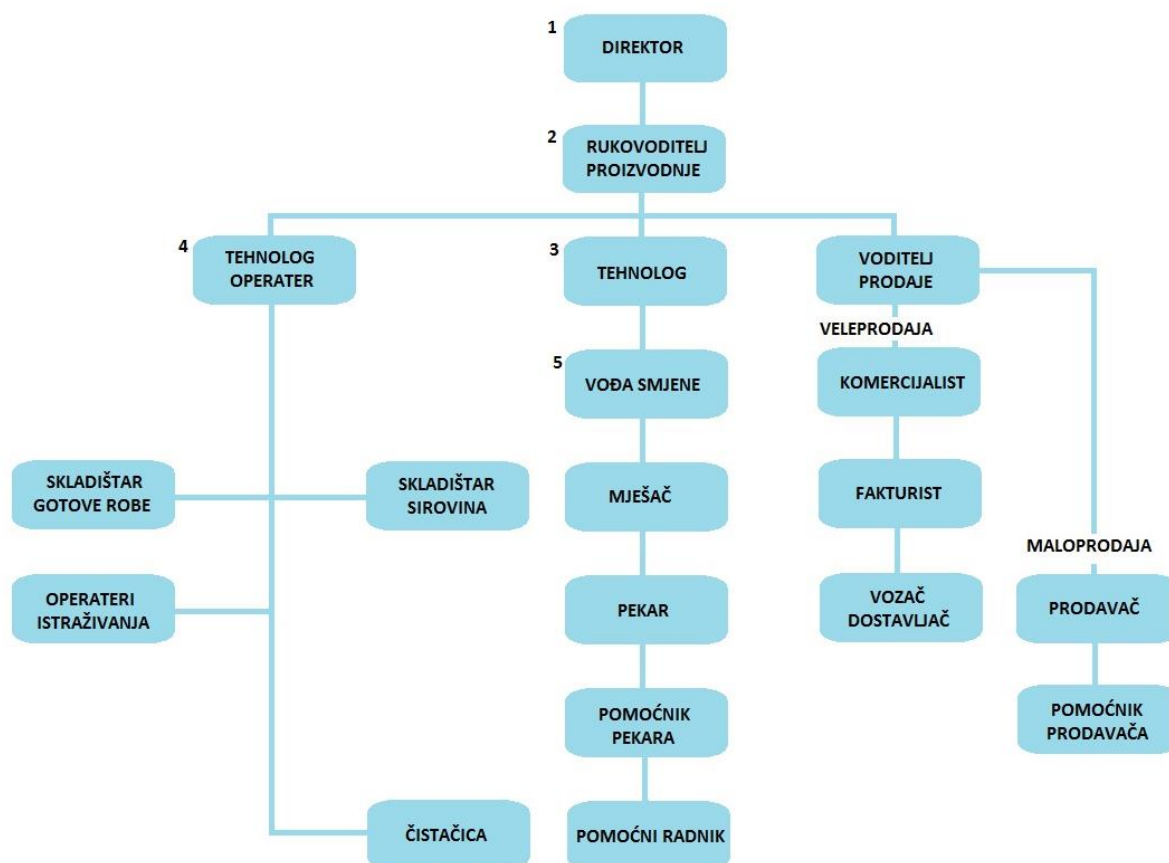 1
DIREKTOR
2
RUKOVODITELJ
PROIZVODNJE
4
TEHNOLOG
OPERATER
3
TEHNOLOG
VODITELJ
PRODAJE
VELEPRODAJA
5
VOĐA SMJENE
KOMERCIJALIST
SKLADIŠTAR
GOTOVE ROBE
SKLADIŠTAR
SIROVINA
MJEŠAČ
FAKTURIST
MALOPRODAJA
OPERATERI
ISTRAŽIVANJA
PEKAR
VOZAČ
DOSTAVLJAČ
PRODAVAČ
POMOĆNIK
PEKARA
POMOĆNIK
PRODAVAČA
ČISTAČICA
POMOĆNI RADNIK